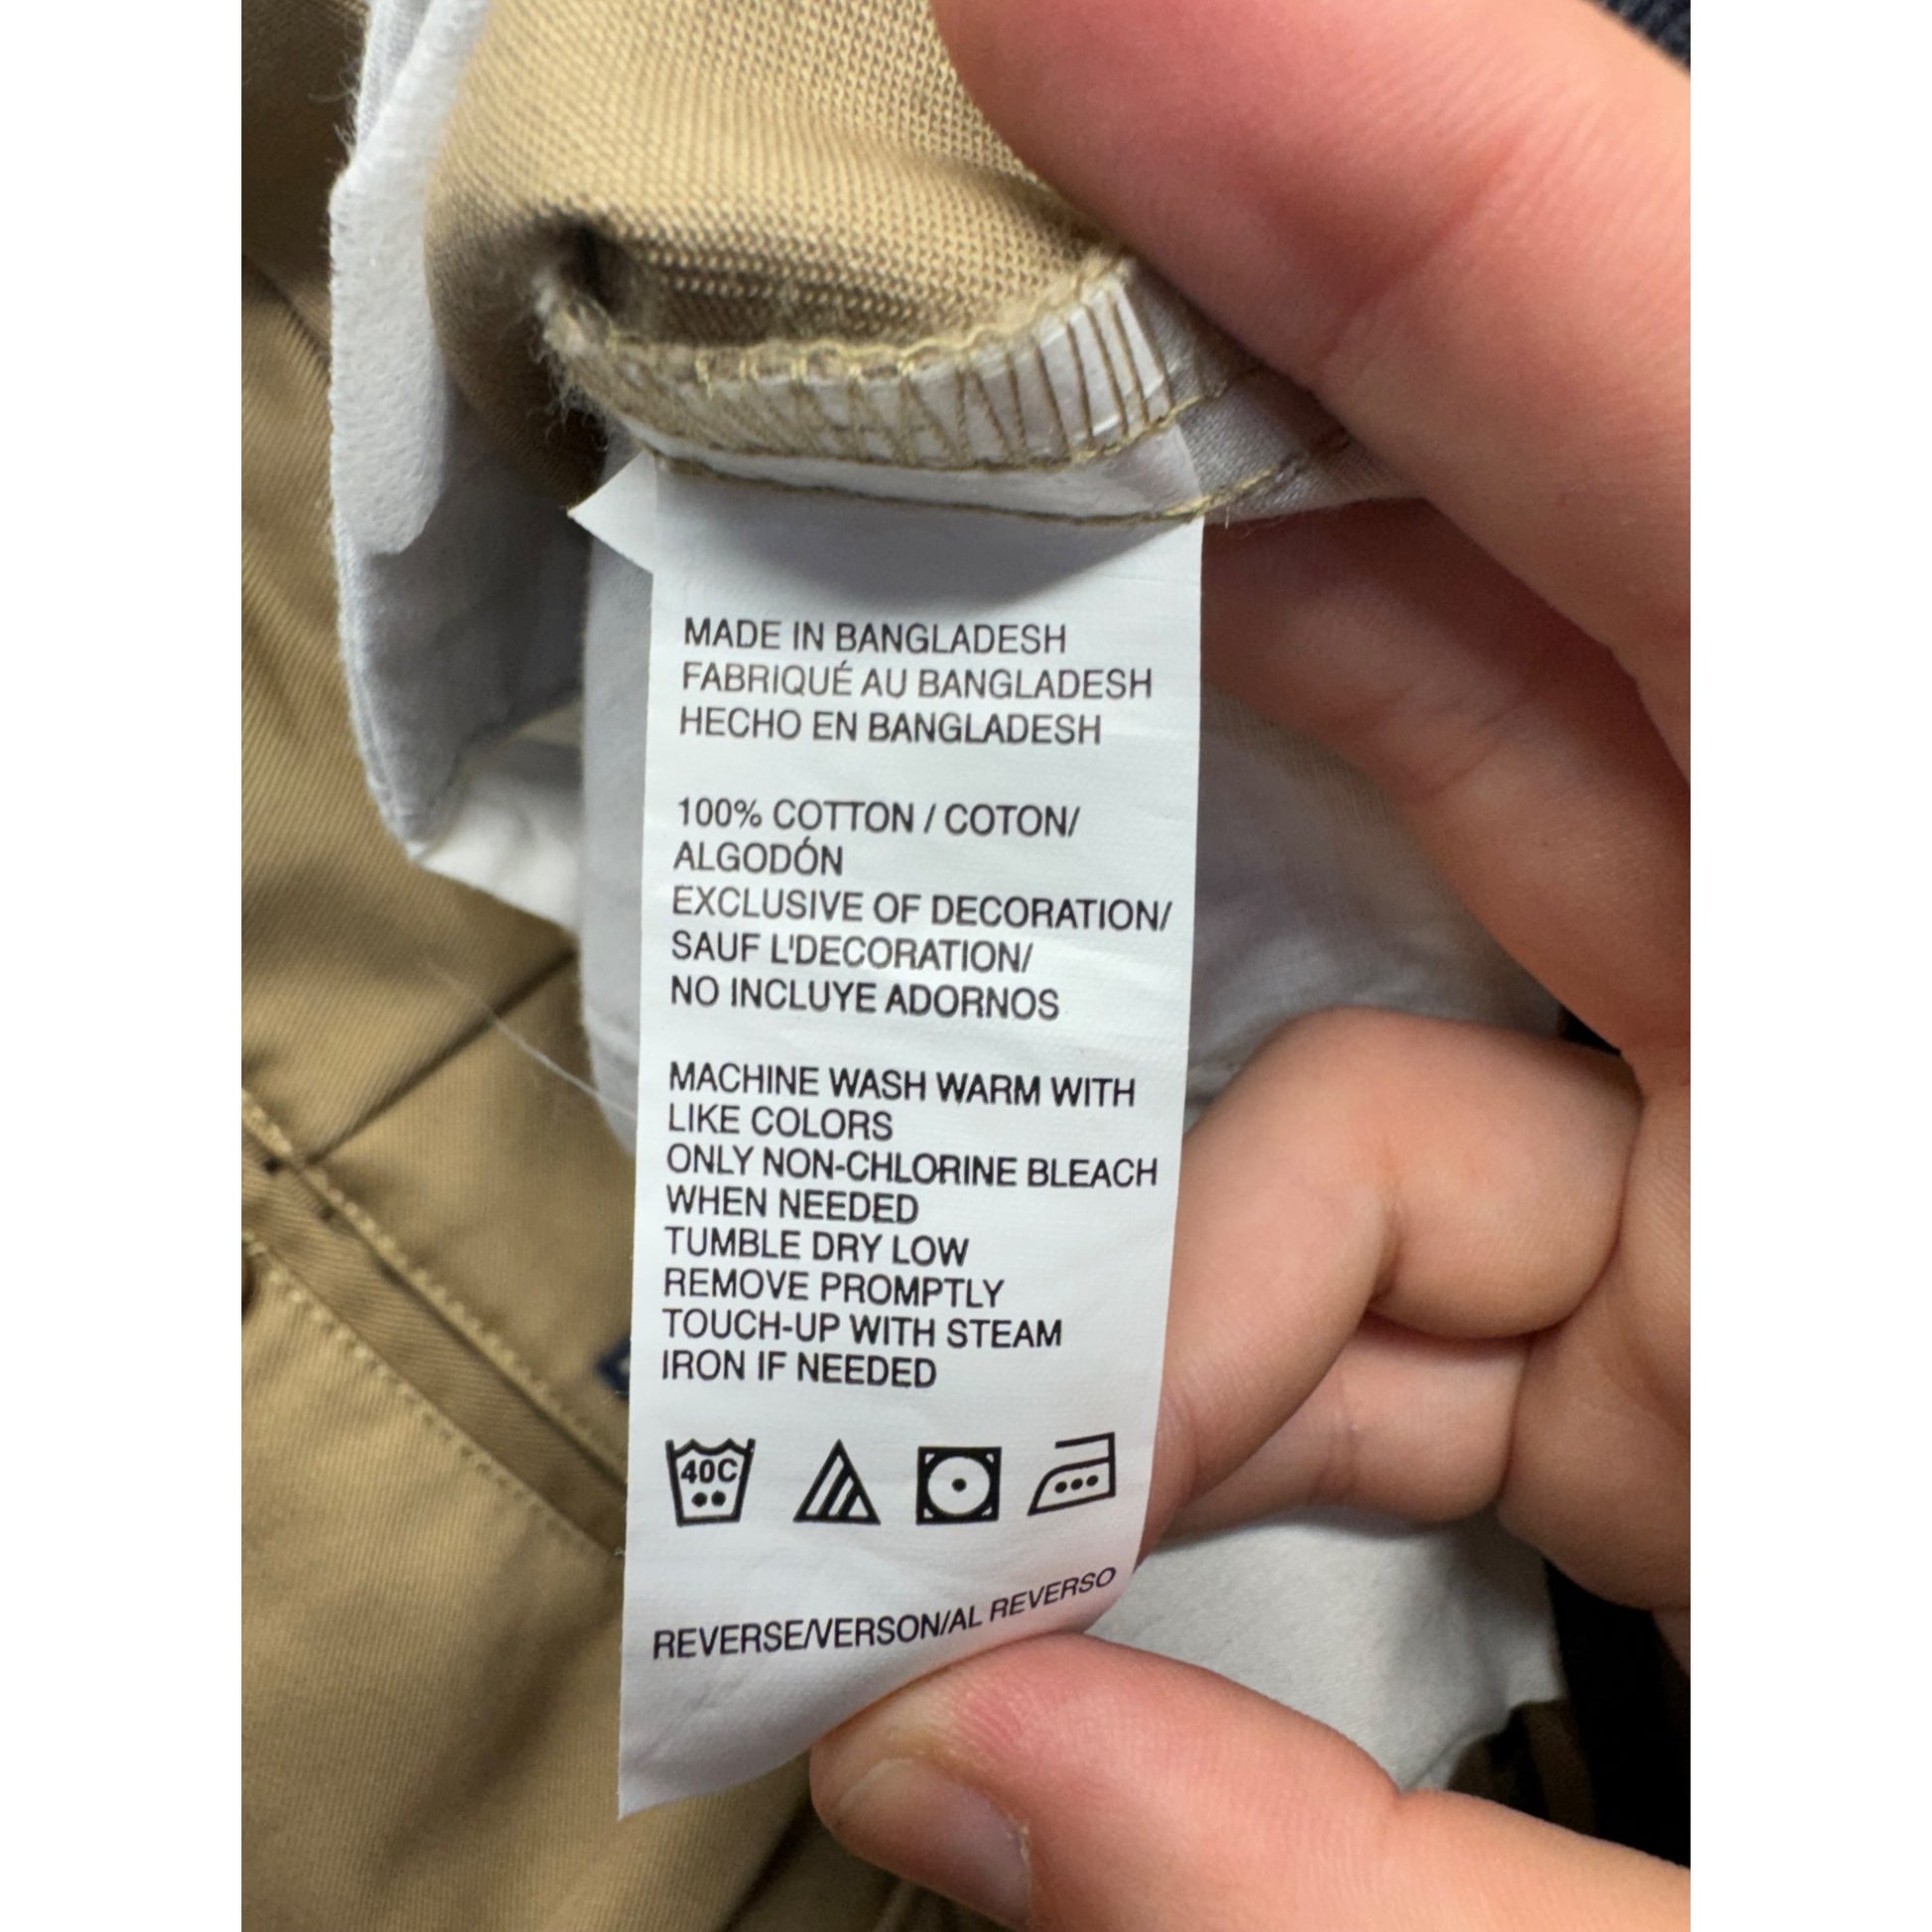 MADE IN BANGLADESH
FABRIQUÉ AU BANGLADESH
HECHO EN BANGLADESH
100% COTTON / COTON/
ALGODÓN
EXCLUSIVE OF DECORATION/
SAUF L'DECORATION/
NO INCLUYE ADORNOS
MACHINE WASH WARM WITH
LIKE COLORS
ONLY NON-CHLORINE BLEACH
WHEN NEEDED
TUMBLE DRY LOW
REMOVE PROMPTLY
TOUCH-UP WITH STEAM
IRON IF NEEDED
40C
REVERSE/VERSON/AL REVERSO